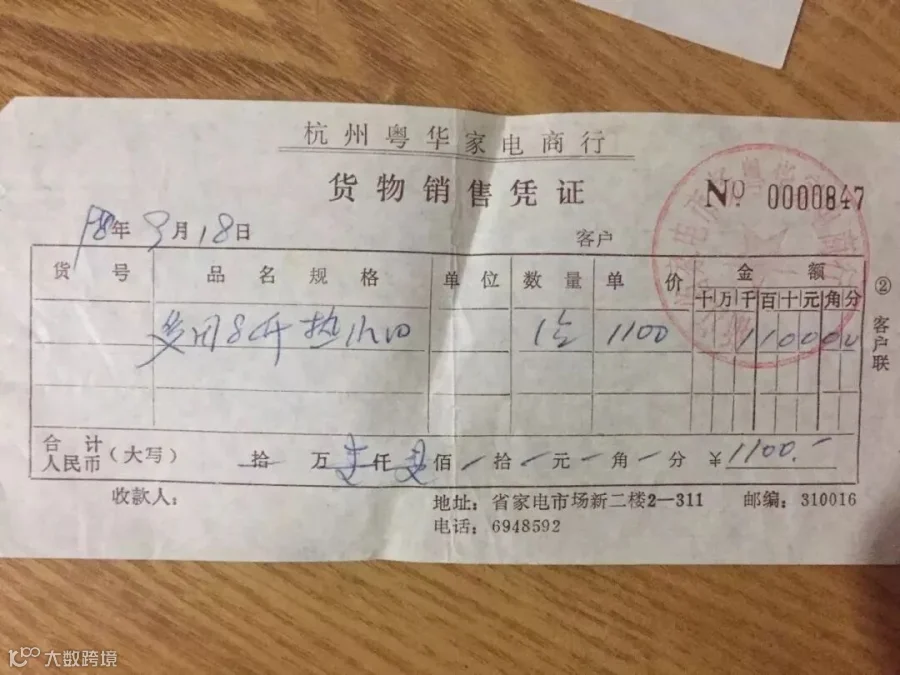 杭州粤华家电商行
货物销售凭证
№ 0000847
98年9月18日 客户
货号 品名规格 单位 数量 单价 金额
十万千百十元角分
8升热 1台 1100 110000
合计
人民币(大写) 拾 万 壹仟 壹佰 拾 元 角 分 ¥1100.-
收款人: 地址: 省家电市场新二楼2—311 邮编: 310016
电话: 6948592
② 客户联
大数跨境